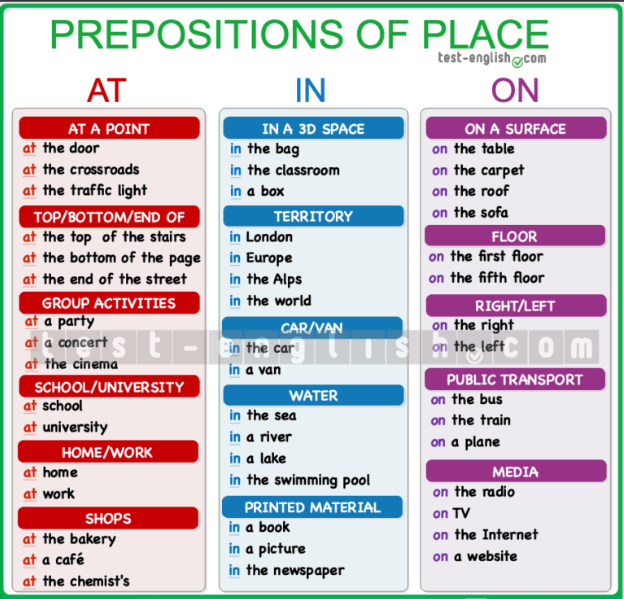 PREPOSITIONS OF PLACE
test-english.com
AT
AT A POINT
at the door
at the crossroads
at the traffic light
TOP/BOTTOM/END OF
at the top of the stairs
at the bottom of the page
at the end of the street
GROUP ACTIVITIES
at a party
at a concert
at the cinema
SCHOOL/UNIVERSITY
at school
at university
HOME/WORK
at home
at work
SHOPS
at the bakery
at a café
at the chemist's
IN
IN A 3D SPACE
in the bag
in the classroom
in a box
TERRITORY
in London
in Europe
in the Alps
in the world
CAR/VAN
in the car
in a van
WATER
in the sea
in a river
in a lake
in the swimming pool
PRINTED MATERIAL
in a book
in a picture
in the newspaper
ON
ON A SURFACE
on the table
on the carpet
on the roof
on the sofa
FLOOR
on the first floor
on the fifth floor
RIGHT/LEFT
on the right
on the left
PUBLIC TRANSPORT
on the bus
on the train
on a plane
MEDIA
on the radio
on TV
on the Internet
on a website
test-english.com